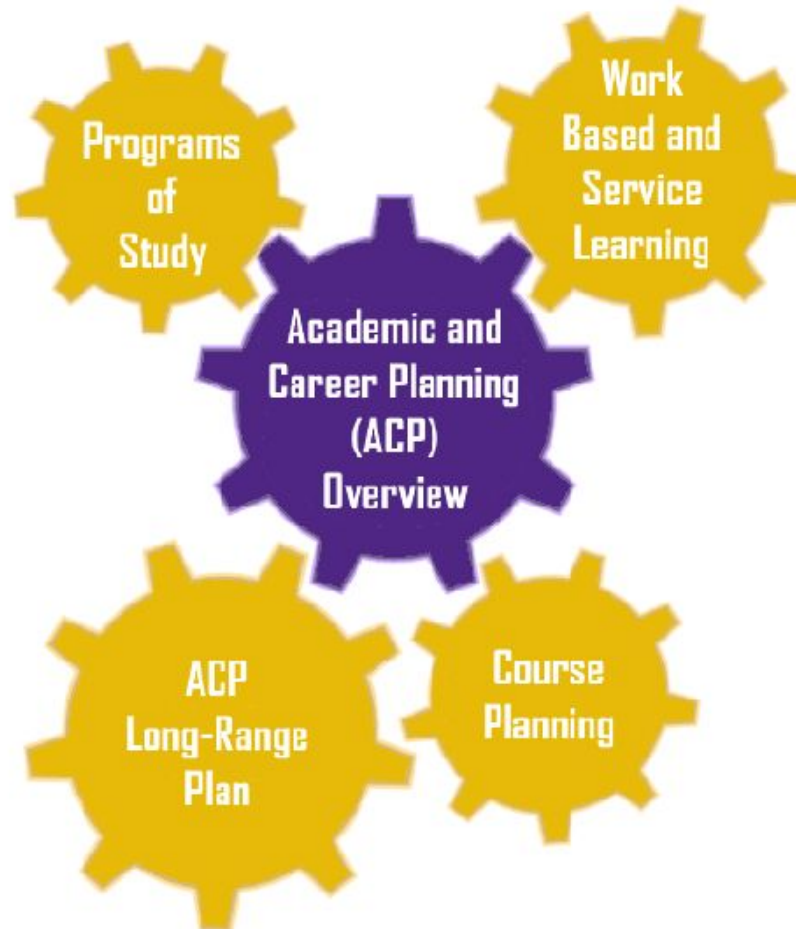 Programs
of
Study
Work
Based and
Service
Learning
Academic and
Career Planning
(ACP)
Overview
ACP
Long-Range
Plan
Course
Planning